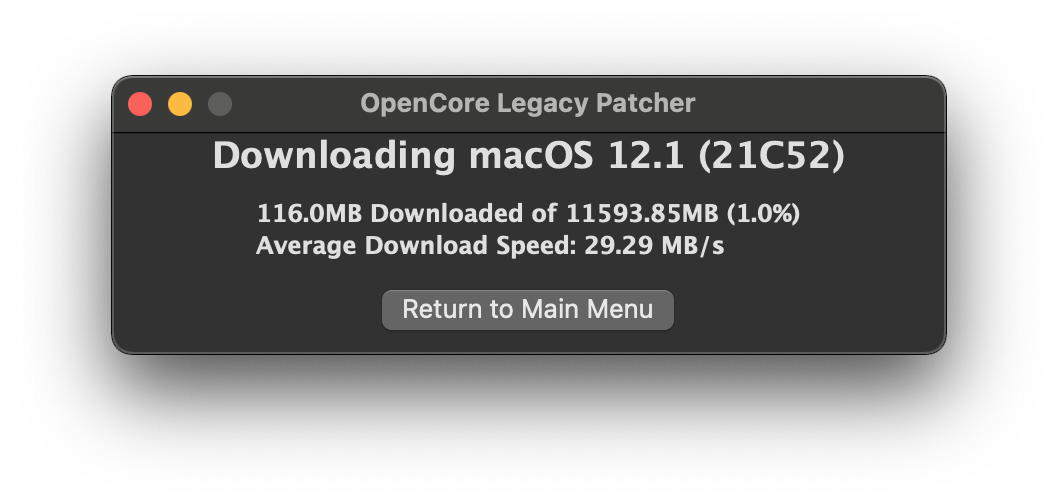 OpenCore Legacy Patcher
Downloading macOS 12.1 (21C52)
116.0MB Downloaded of 11593.85MB (1.0%)
Average Download Speed: 29.29 MB/s
Return to Main Menu